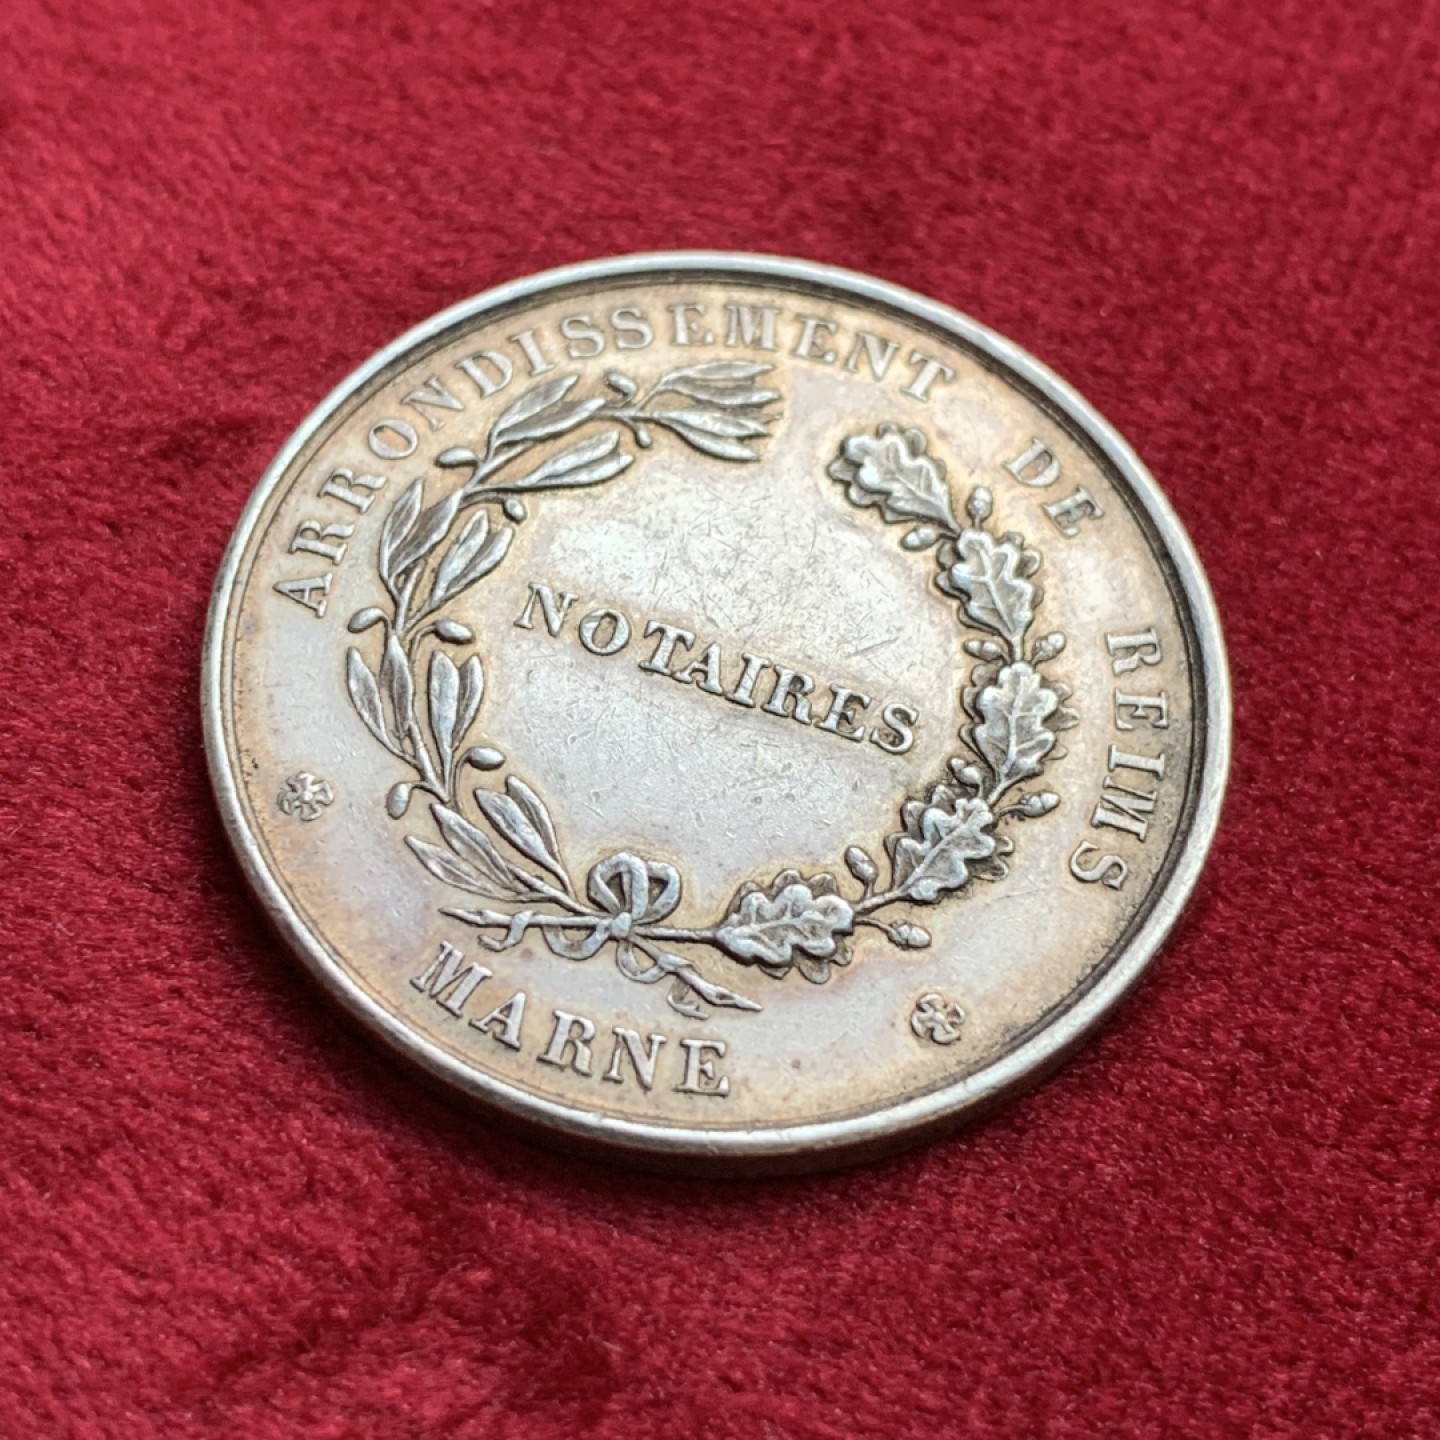 ARRONDISSEMENT DE REIMS
NOTAIRES
MARNE